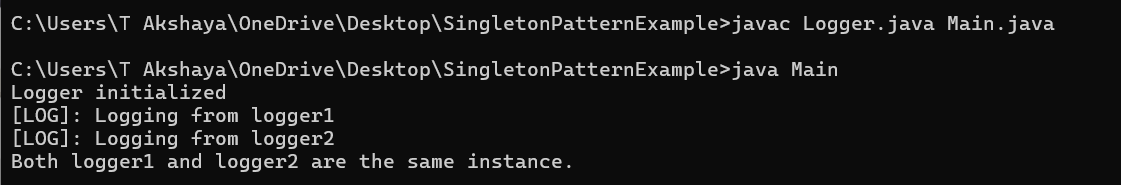 C:\Users\T Akshaya\OneDrive\Desktop\SingletonPatternExample>javac Logger.java Main.java
C:\Users\T Akshaya\OneDrive\Desktop\SingletonPatternExample>java Main
Logger initialized
[LOG]: Logging from logger1
[LOG]: Logging from logger2
Both logger1 and logger2 are the same instance.